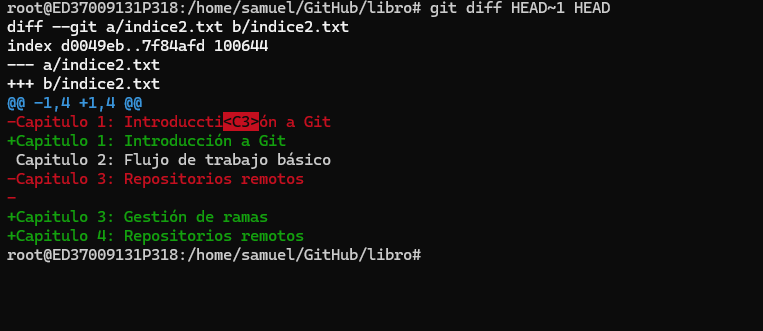 root@ED37009131P318:/home/samuel/GitHub/libro# git diff HEAD~1 HEAD
diff --git a/indice2.txt b/indice2.txt
index d0049eb..7f84afd 100644
--- a/indice2.txt
+++ b/indice2.txt
@@ -1,4 +1,4 @@
-Capitulo 1: Introduccti<C3>ón a Git
+Capitulo 1: Introducción a Git
 Capitulo 2: Flujo de trabajo básico
-Capitulo 3: Repositorios remotos
-
+Capitulo 3: Gestión de ramas
+Capitulo 4: Repositorios remotos
root@ED37009131P318:/home/samuel/GitHub/libro#